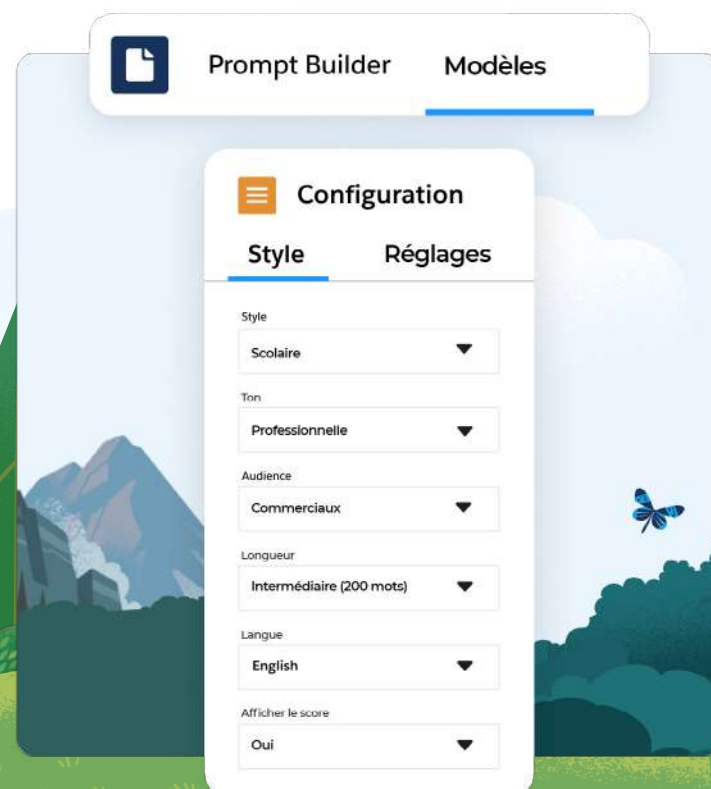 Prompt Builder Modèles
Configuration
Style Réglages
Style
Scolaire
Ton
Professionnelle
Audience
Commerciaux
Longueur
Intermédiaire (200 mots)
Langue
English
Afficher le score
Oui